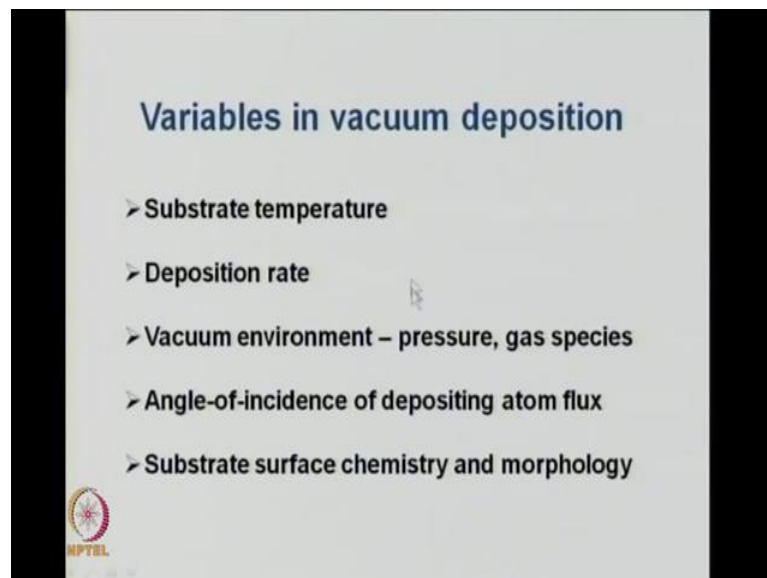 Variables in vacuum deposition
➢ Substrate temperature
➢ Deposition rate
➢ Vacuum environment – pressure, gas species
➢ Angle-of-incidence of depositing atom flux
➢ Substrate surface chemistry and morphology
NPTEL